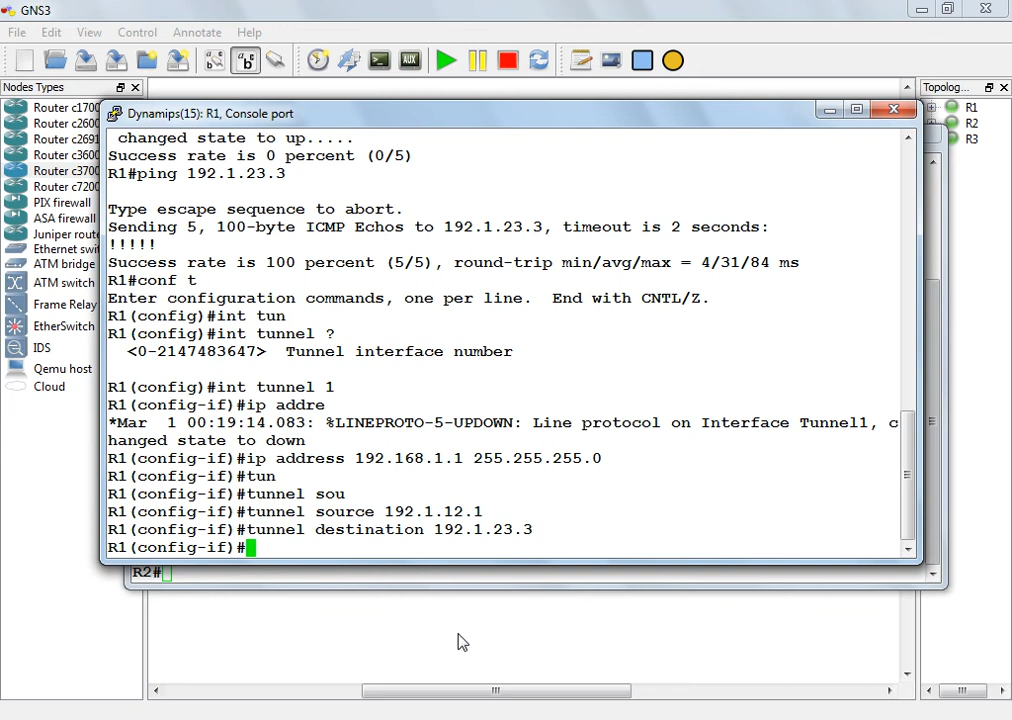 GNS3
File Edit View Control Annotate Help
Nodes Types
Topolog...
Router c1700
Router c2600
Router c2691
Router c3600
Router c3700
Router c7200
PIX firewall
ASA firewall
Juniper route
Ethernet swi
ATM bridge
ATM switch
Frame Relay
EtherSwitch
IDS
Qemu host
Cloud
R1
R2
R3
Dynamips(15): R1, Console port
changed state to up.....
Success rate is 0 percent (0/5)
R1#ping 192.1.23.3
Type escape sequence to abort.
Sending 5, 100-byte ICMP Echos to 192.1.23.3, timeout is 2 seconds:
!!!!!
Success rate is 100 percent (5/5), round-trip min/avg/max = 4/31/84 ms
R1#conf t
Enter configuration commands, one per line.  End with CNTL/Z.
R1(config)#int tun
R1(config)#int tunnel ?
<0-2147483647>  Tunnel interface number
R1(config)#int tunnel 1
R1(config-if)#ip addre
*Mar  1 00:19:14.083: %LINEPROTO-5-UPDOWN: Line protocol on Interface Tunnel1, c
hanged state to down
R1(config-if)#ip address 192.168.1.1 255.255.255.0
R1(config-if)#tun
R1(config-if)#tunnel sou
R1(config-if)#tunnel source 192.1.12.1
R1(config-if)#tunnel destination 192.1.23.3
R1(config-if)#
R2#